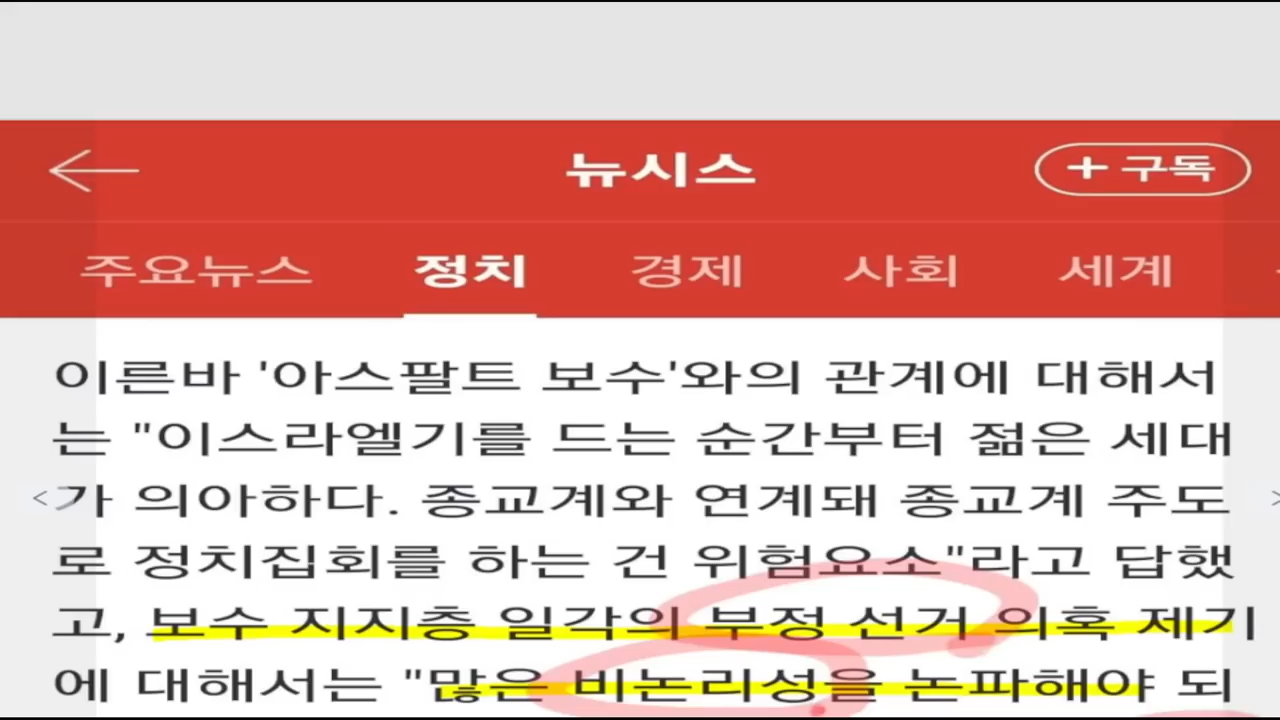 뉴시스
+ 구독
주요뉴스 정치 경제 사회 세계
이른바 '아스팔트 보수'와의 관계에 대해서
는 "이스라엘기를 드는 순간부터 젊은 세대
가 의아하다. 종교계와 연계돼 종교계 주도
로 정치집회를 하는 건 위험요소"라고 답했
고, 보수 지지층 일각의 부정 선거 의혹 제기
에 대해서는 "많은 비논리성을 논파해야 되